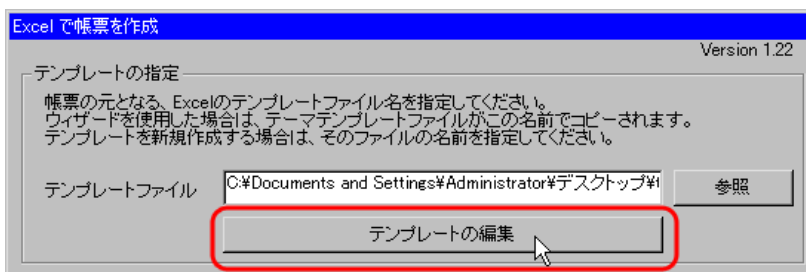 Excel で帳票を作成
Version 1.22
テンプレートの指定
帳票の元となる、Excelのテンプレートファイル名を指定してください。
ウィザードを使用した場合は、テーマテンプレートファイルがこの名前でコピーされます。
テンプレートを新規作成する場合は、そのファイルの名前を指定してください。
テンプレートファイル C:¥Documents and Settings¥Administrator¥デスクトップ¥ 参照
テンプレートの編集